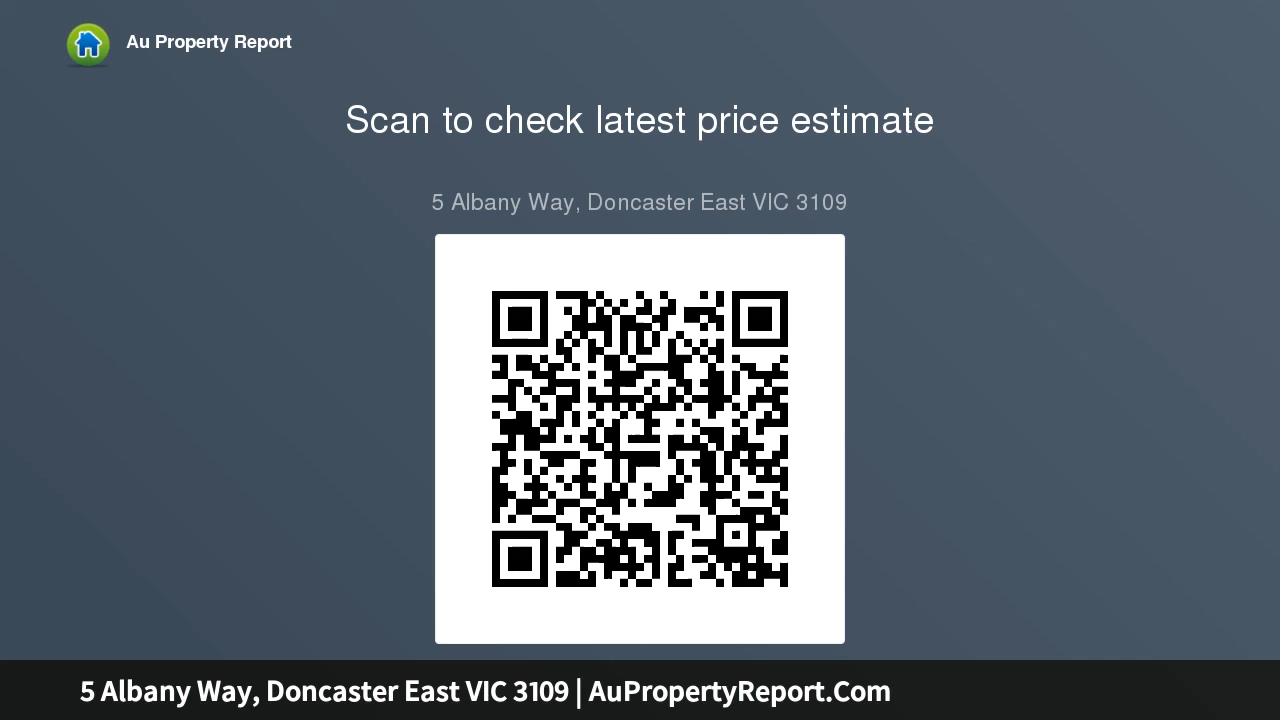 Au Property Report
Scan to check latest price estimate
5 Albany Way, Doncaster East VIC 3109
5 Albany Way, Doncaster East VIC 3109 | AuPropertyReport.Com